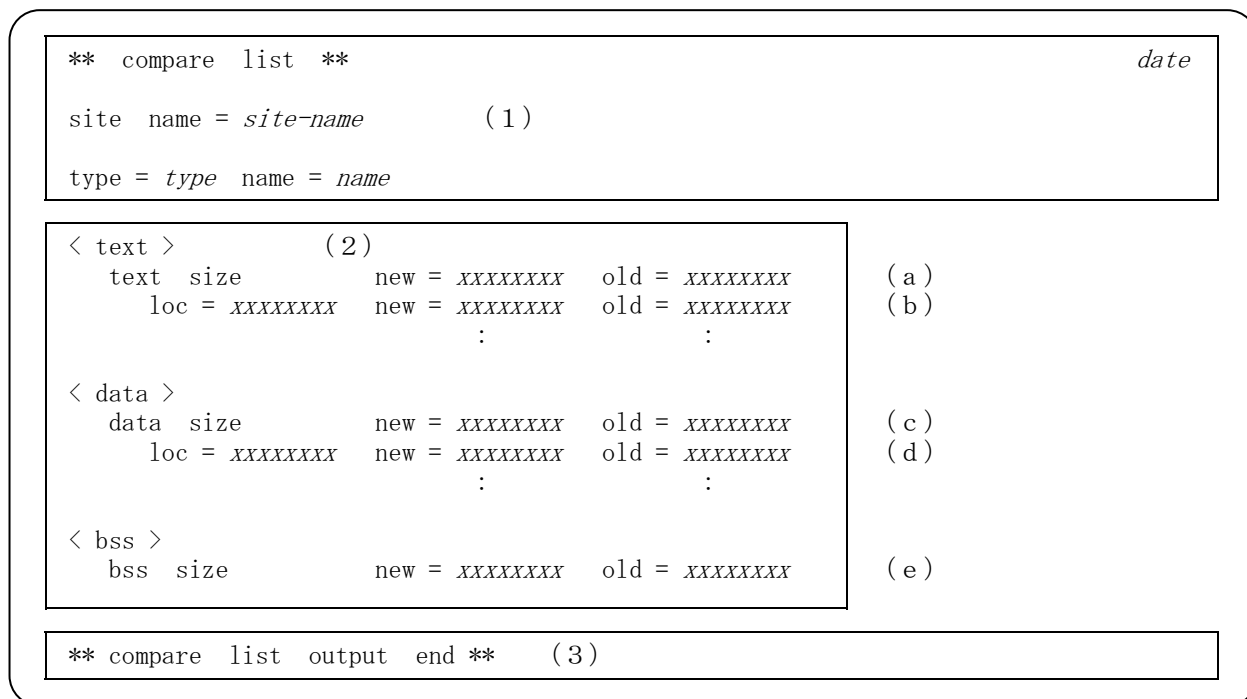 ** compare list ** date
site name = site-name (1)
type = type name = name
< text > (2)
text size new = xxxxxxxx old = xxxxxxxx (a)
loc = xxxxxxxx new = xxxxxxxx old = xxxxxxxx (b)
: :
< data >
data size new = xxxxxxxx old = xxxxxxxx (c)
loc = xxxxxxxx new = xxxxxxxx old = xxxxxxxx (d)
: :
< bss >
bss size new = xxxxxxxx old = xxxxxxxx (e)
** compare list output end ** (3)